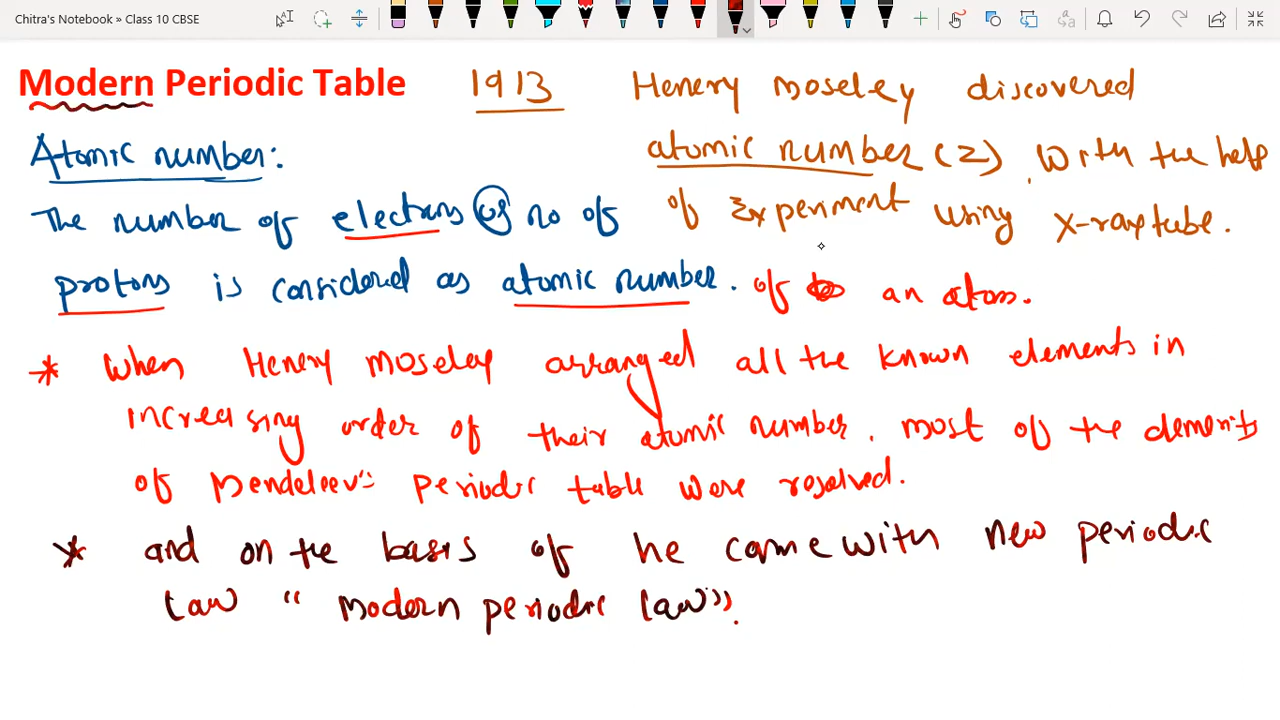 Chitra's Notebook » Class 10 CBSE
Modern Periodic Table 1913 Henery moseley discovered
atomic number (Z). With the help
of Experiment using X-ray tube.
Atomic number:
The number of electrons or no of
protons is considered as atomic number. of an atom.
* When Henery moseley arranged all the known elements in
increasing order of their atomic number. most of the demerits
of Mendeleev's periodic table were resolved.
* and on the basis of he came with new periodic
law " modern periodic law".